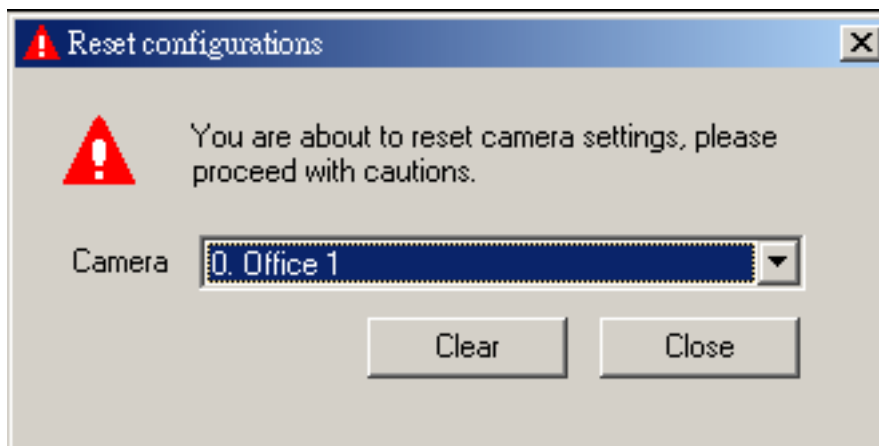 Reset configurations
You are about to reset camera settings, please
proceed with cautions.
Camera
0. Office 1
Clear
Close